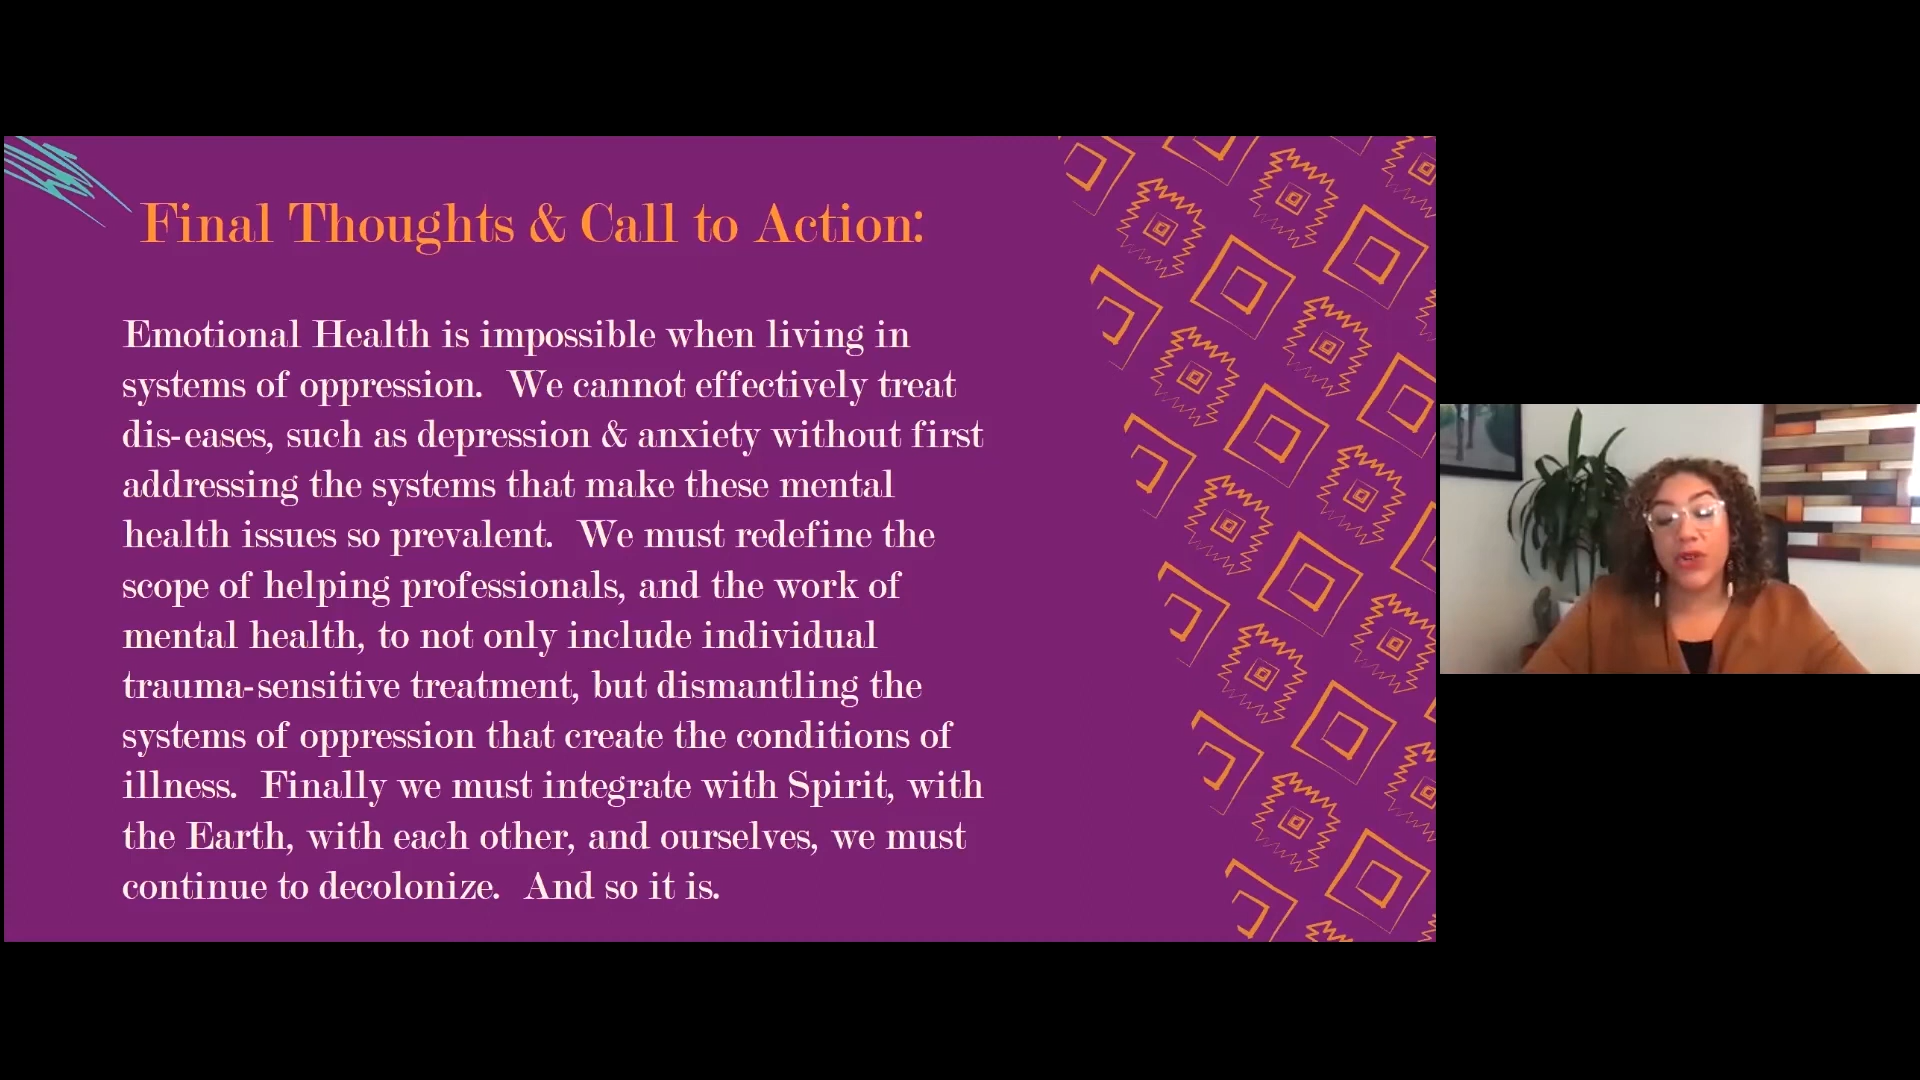 Final Thoughts & Call to Action:
Emotional Health is impossible when living in
systems of oppression.  We cannot effectively treat
dis-eases, such as depression & anxiety without first
addressing the systems that make these mental
health issues so prevalent.  We must redefine the
scope of helping professionals, and the work of
mental health, to not only include individual
trauma-sensitive treatment, but dismantling the
systems of oppression that create the conditions of
illness.  Finally we must integrate with Spirit, with
the Earth, with each other, and ourselves, we must
continue to decolonize.  And so it is.